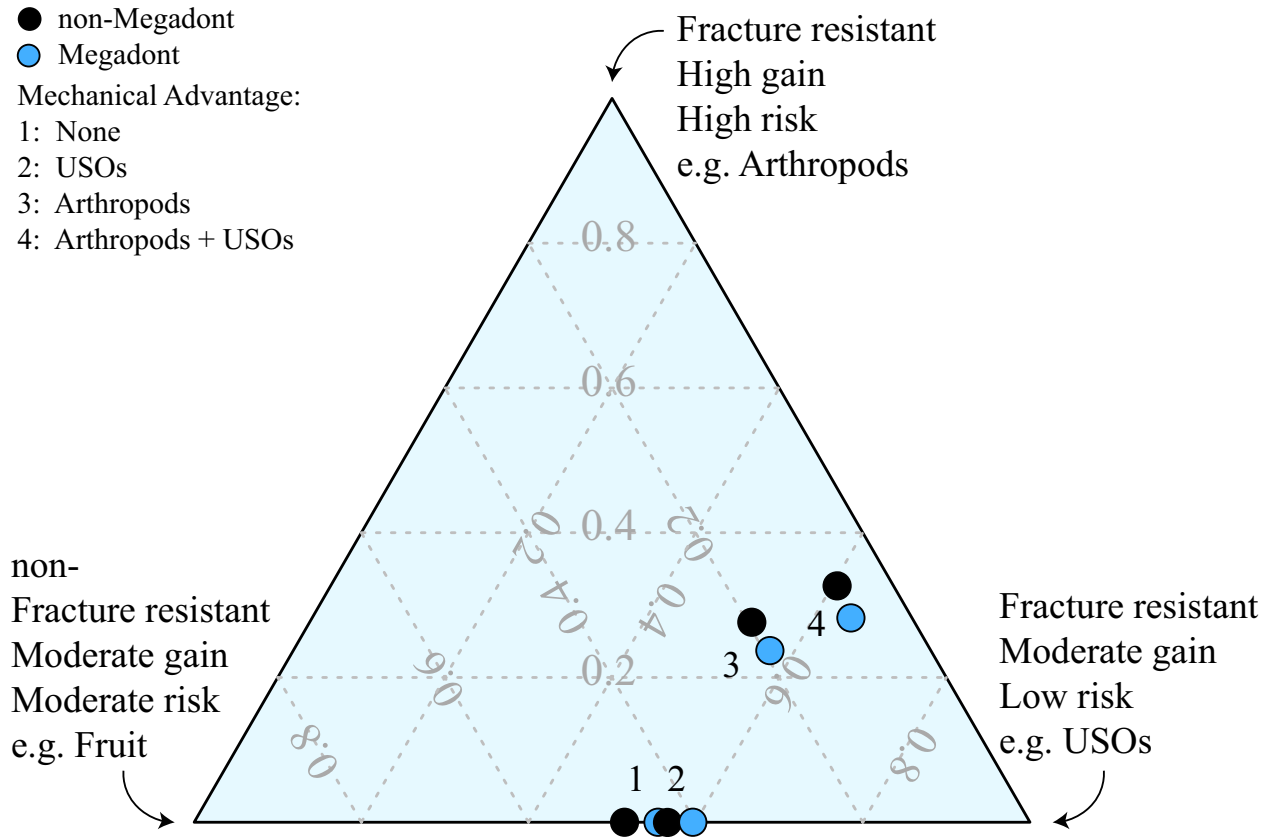 non-Megadont
Megadont
Mechanical Advantage:
1: None
2: USOs
3: Arthropods
4: Arthropods + USOs
Fracture resistant
High gain
High risk
e.g. Arthropods
0.8
0.6
0.4
0.2
0.2
0.4
0.6
0.8
0.2
0.4
0.6
0.8
non-
Fracture resistant
Moderate gain
Moderate risk
e.g. Fruit
Fracture resistant
Moderate gain
Low risk
e.g. USOs
4
3
1 2